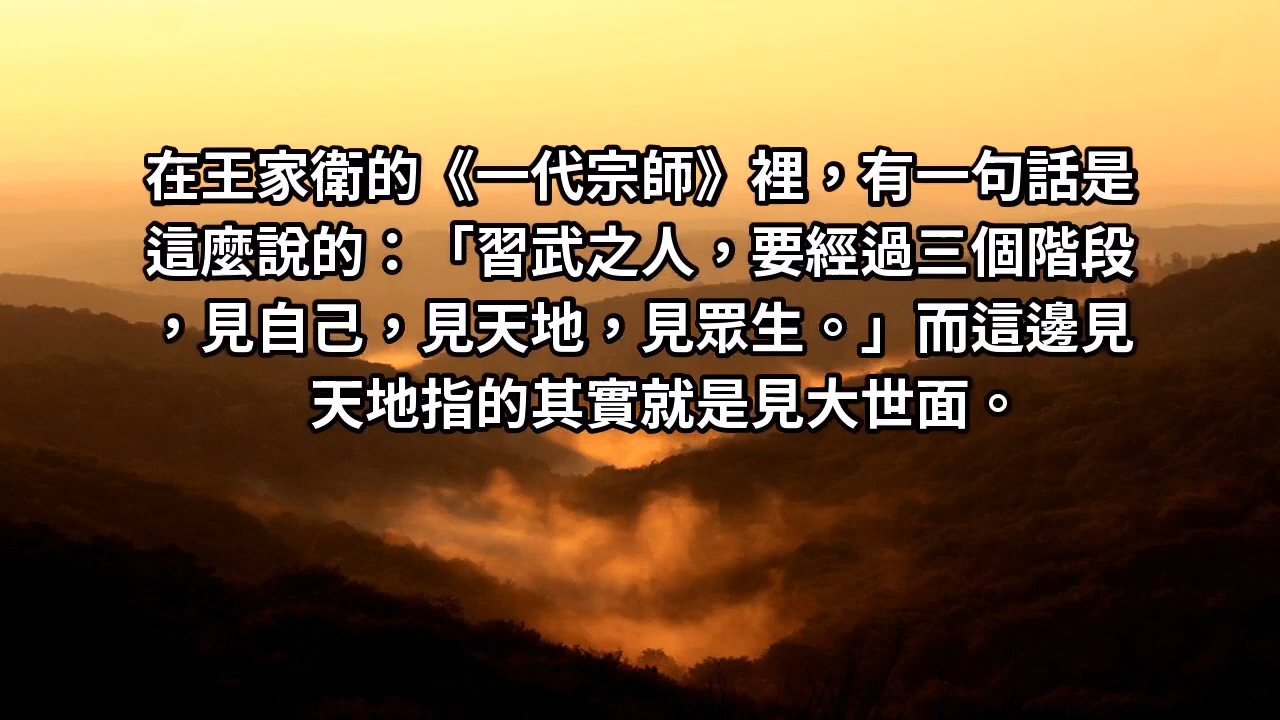 在王家衛的《一代宗師》裡，有一句話是
這麼說的：「習武之人，要經過三個階段
，見自己，見天地，見眾生。」而這邊見
天地指的其實就是見大世面。